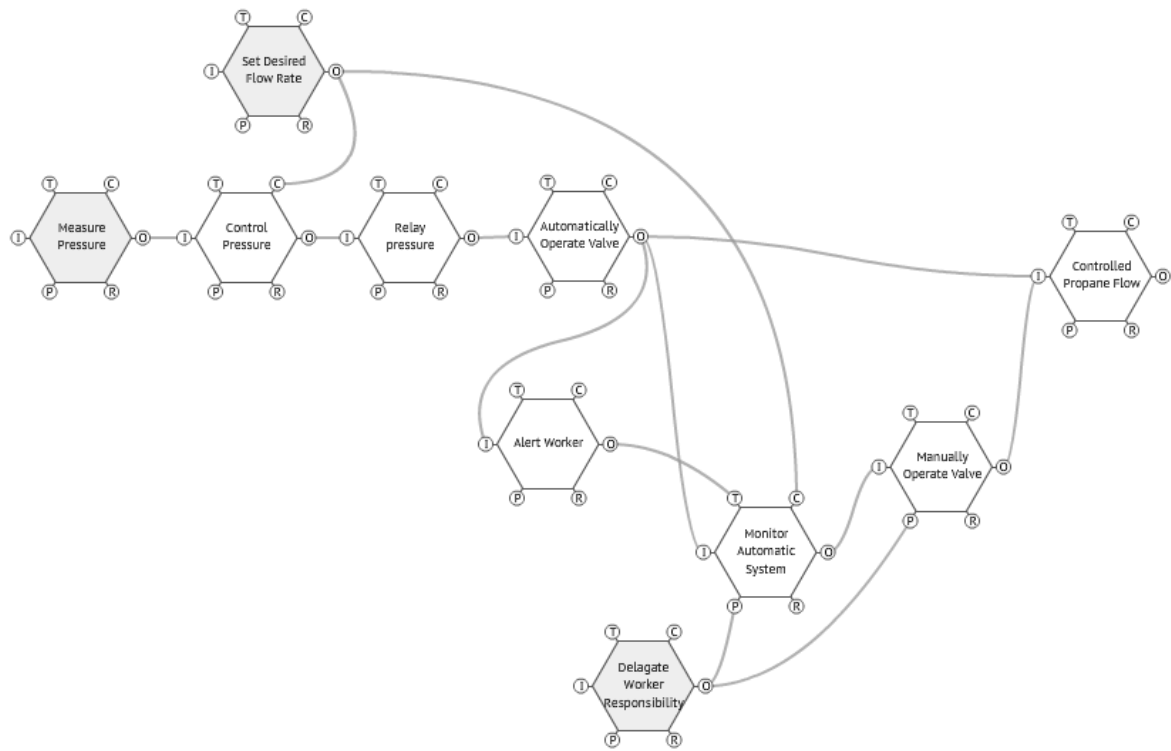 T C
Set Desired
Flow Rate
I O
P R
T C
Measure
Pressure
I O
P R
T C
Control
Pressure
I O
P R
T C
Relay
pressure
I O
P R
T C
Automatically
Operate Valve
I O
P R
T C
Controlled
Propane Flow
I O
P R
T C
Alert Worker
I O
P R
T C
Manually
Operate Valve
I O
P R
T C
Monitor
Automatic
System
I O
P R
T C
Delagate
Worker
Responsibility
I O
P R